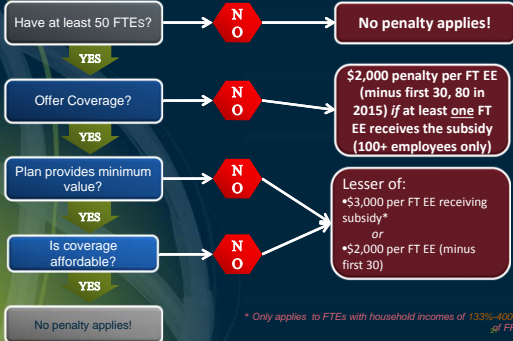 Have at least 50 FTEs?
N
O
No penalty applies!
YES
Offer Coverage?
N
O
$2,000 penalty per FT EE
(minus first 30, 80 in
2015) if at least one FT
EE receives the subsidy
(100+ employees only)
YES
Plan provides minimum
value?
N
O
Lesser of:
•$3,000 per FT EE receiving
subsidy*
or
•$2,000 per FT EE (minus
first 30)
YES
Is coverage
affordable?
N
O
YES
No penalty applies!
* Only applies to FTEs with household incomes of 133%-400
of FP